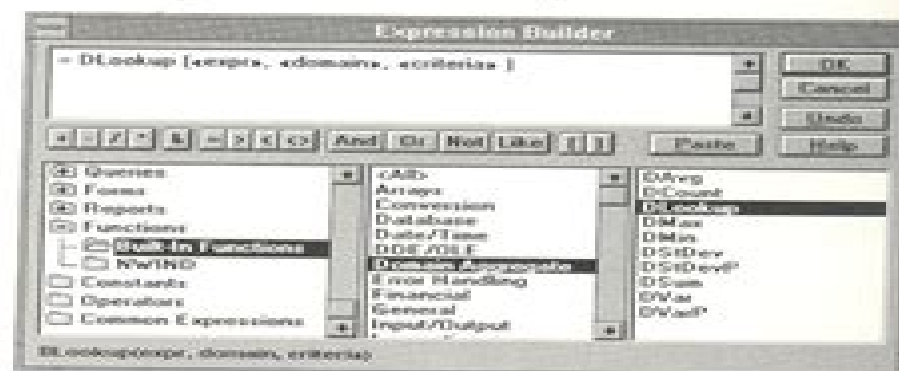 Expression Builder
= DLookup («expr», «domain», «criteria» )
OK
Cancel
Undo
+ - / * & = > < <> And Or Not Like ( ) Paste Help
Queries
Forms
Reports
Functions
Built-In Functions
NWIND
Constants
Operators
Common Expressions
<All>
Arrays
Conversion
Database
Date/Time
DDE/OLE
Domain Aggregate
Error Handling
Financial
General
Input/Output
DAvg
DCount
DLookup
DMax
DMin
DStDev
DStDevP
DSum
DVar
DVarP
DLookup(expr, domain, criteria)